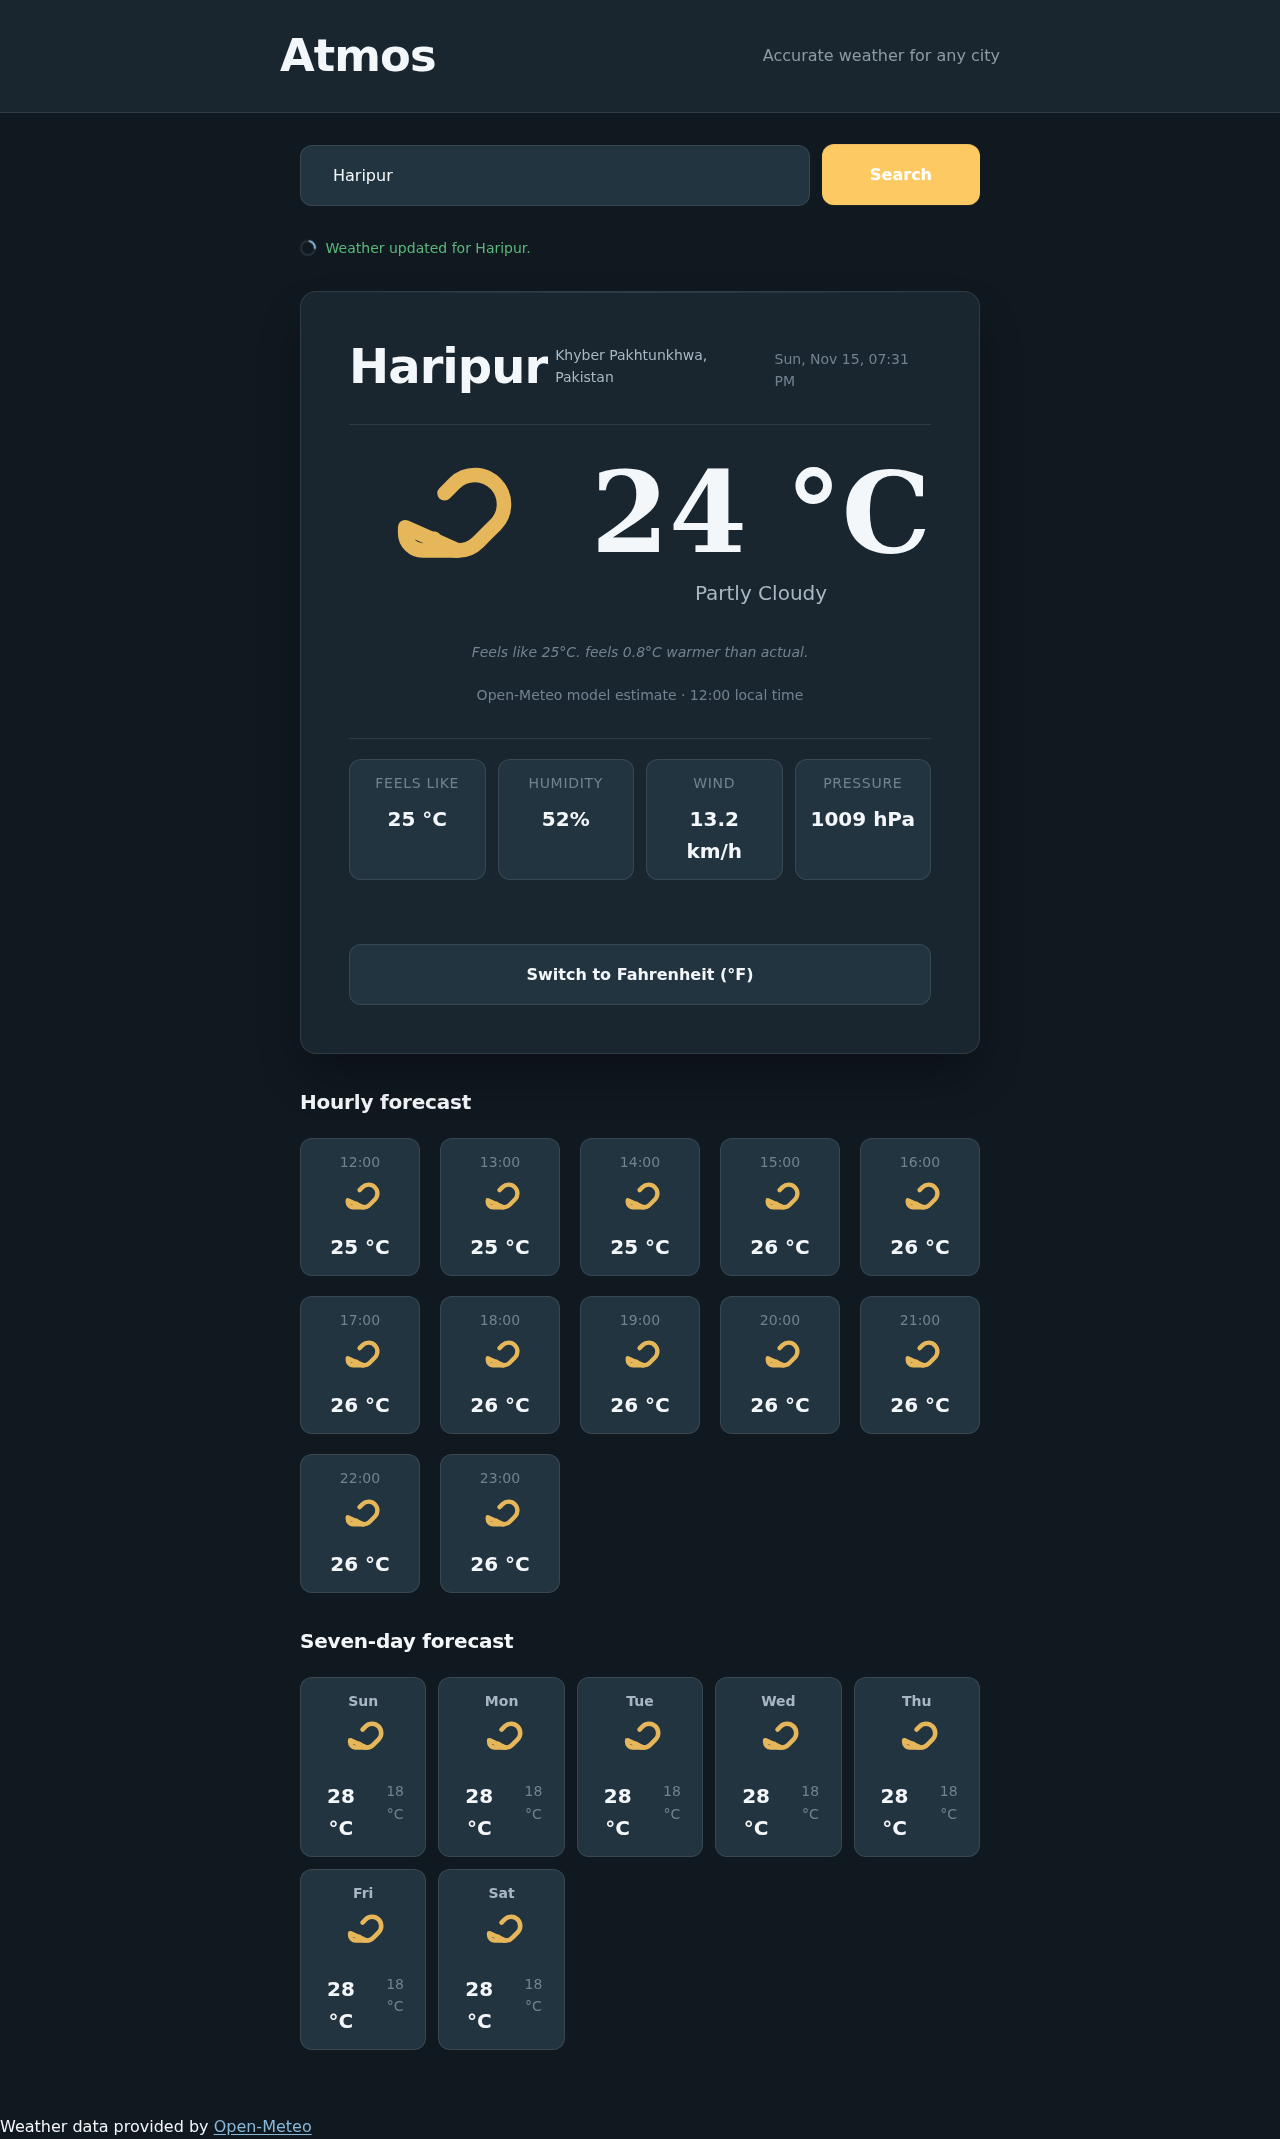 Atmos
Accurate weather for any city
Haripur
Search
Weather updated for Haripur.
Haripur
Khyber Pakhtunkhwa,
Pakistan
Sun, Nov 15, 07:31
PM
24 °C
Partly Cloudy
Feels like 25°C. feels 0.8°C warmer than actual.
Open-Meteo model estimate · 12:00 local time
FEELS LIKE
25 °C
HUMIDITY
52%
WIND
13.2
km/h
PRESSURE
1009 hPa
Switch to Fahrenheit (°F)
Hourly forecast
12:00
25 °C
13:00
25 °C
14:00
25 °C
15:00
26 °C
16:00
26 °C
17:00
26 °C
18:00
26 °C
19:00
26 °C
20:00
26 °C
21:00
26 °C
22:00
26 °C
23:00
26 °C
Seven-day forecast
Sun
28
°C
18
°C
Mon
28
°C
18
°C
Tue
28
°C
18
°C
Wed
28
°C
18
°C
Thu
28
°C
18
°C
Fri
28
°C
18
°C
Sat
28
°C
18
°C
Weather data provided by Open-Meteo